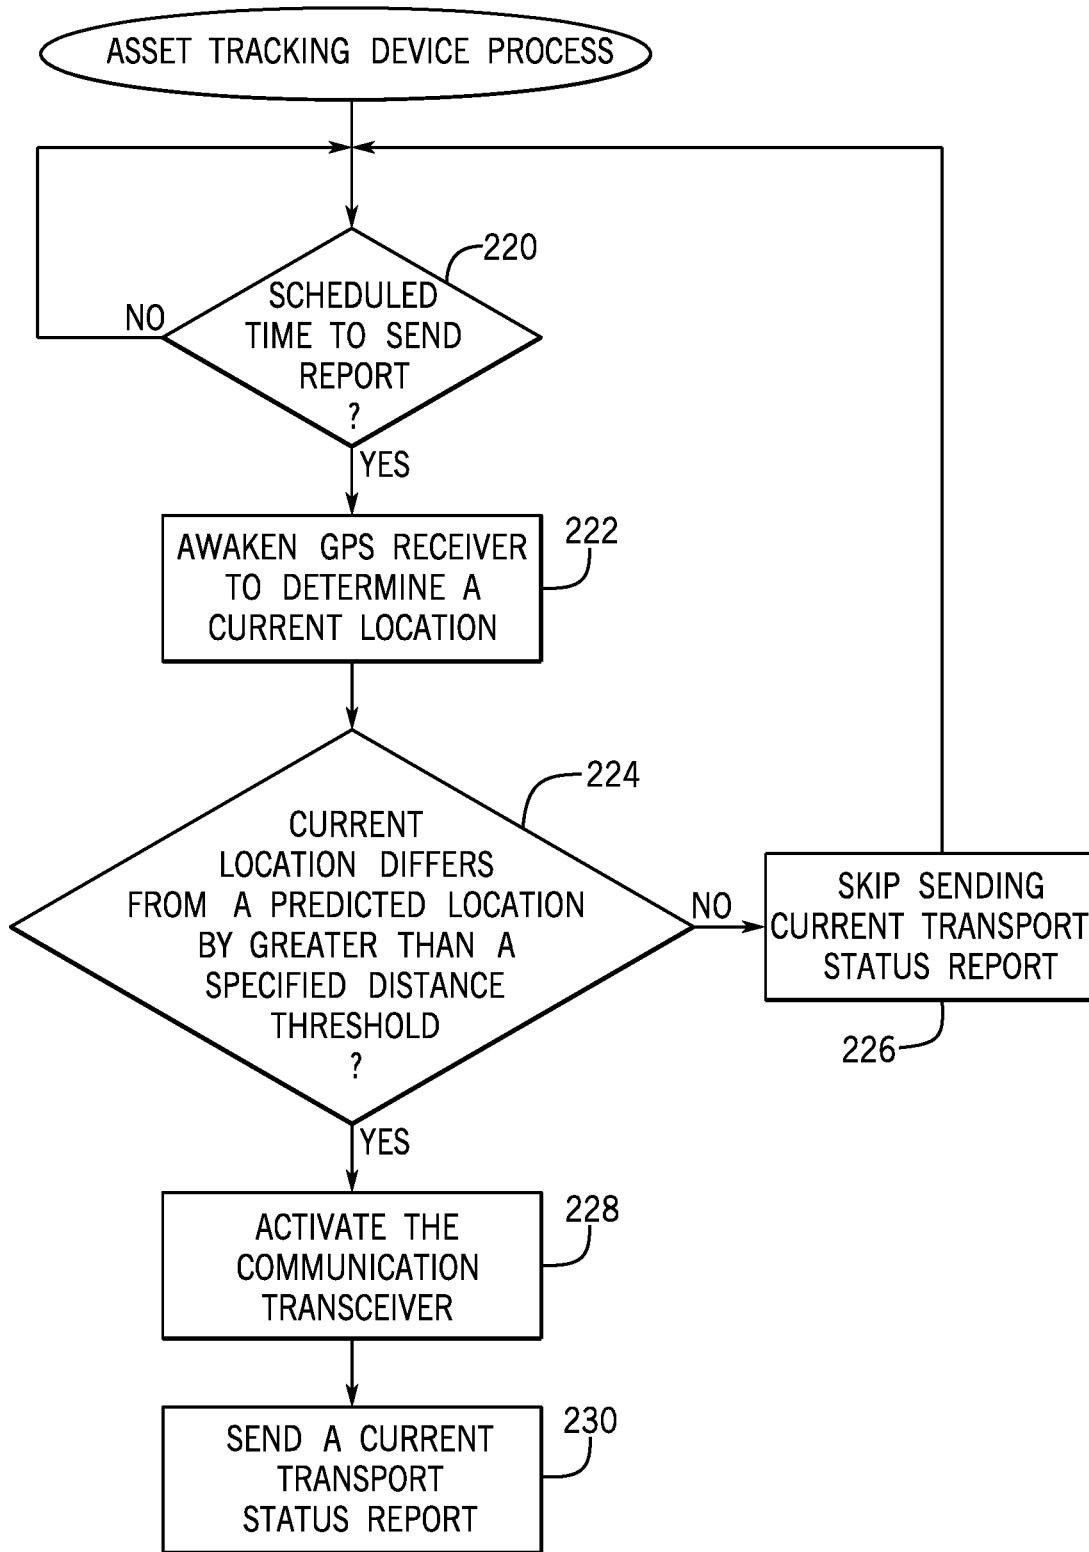 ASSET TRACKING DEVICE PROCESS
220
SCHEDULED
TIME TO SEND
REPORT
?
NO
YES
222
AWAKEN GPS RECEIVER
TO DETERMINE A
CURRENT LOCATION
224
CURRENT
LOCATION DIFFERS
FROM A PREDICTED LOCATION
BY GREATER THAN A
SPECIFIED DISTANCE
THRESHOLD
?
NO
SKIP SENDING
CURRENT TRANSPORT
STATUS REPORT
226
YES
228
ACTIVATE THE
COMMUNICATION
TRANSCEIVER
230
SEND A CURRENT
TRANSPORT
STATUS REPORT